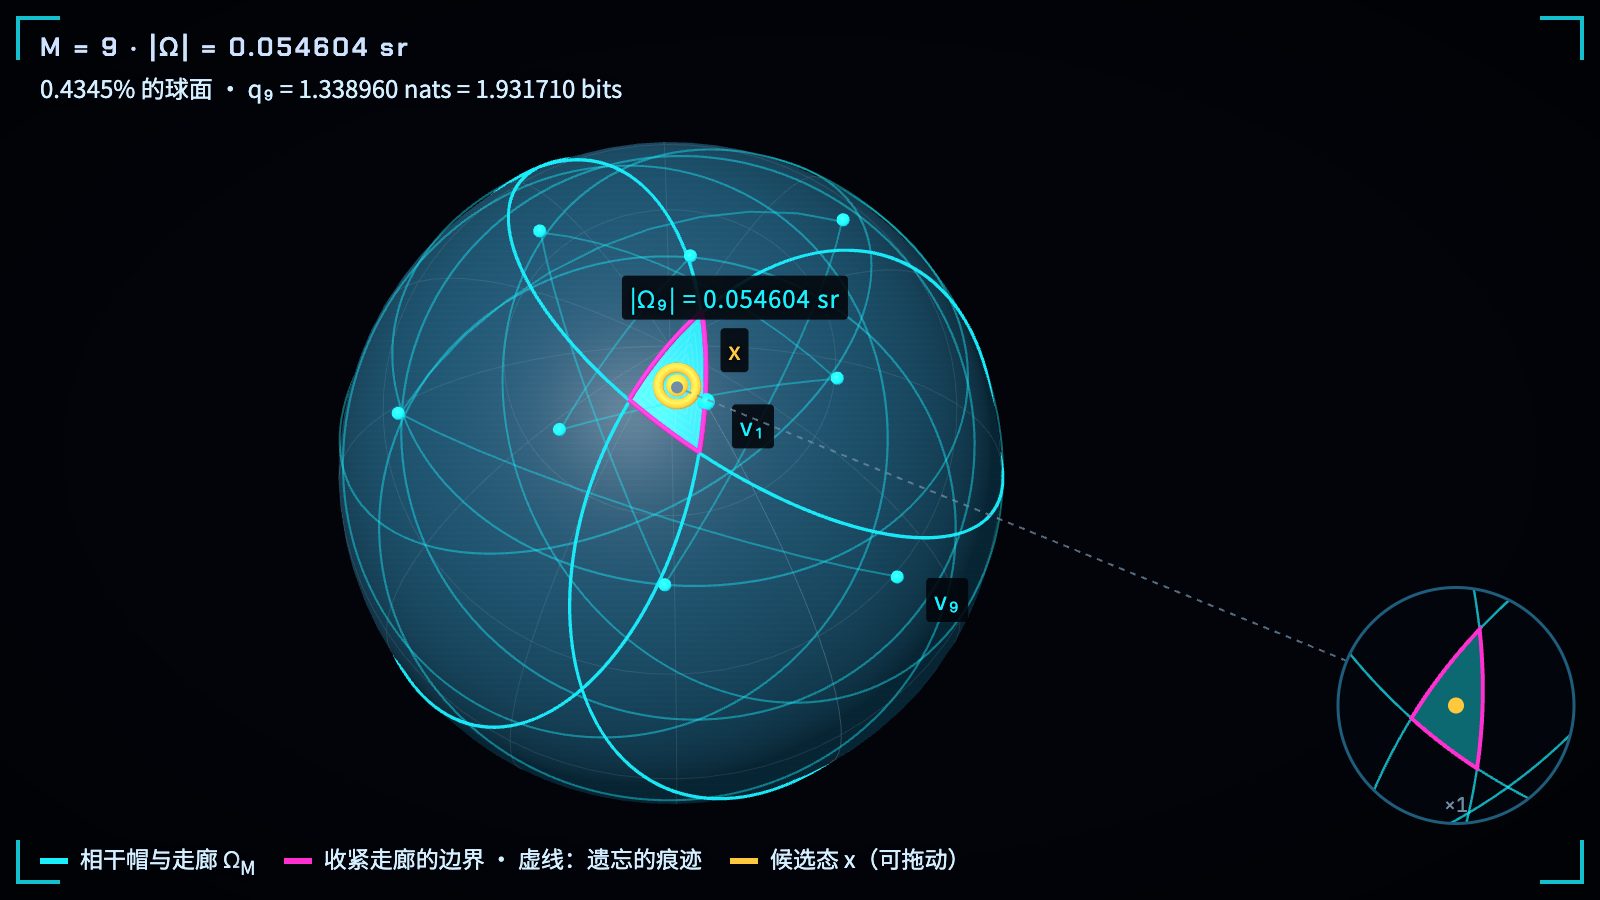 M = 9 · |Ω| = 0.054604 sr
0.4345% 的球面 · q₉ = 1.338960 nats = 1.931710 bits
|Ω₉| = 0.054604 sr
x
v₁
v₉
×1
相干帽与走廊 Ω_M
收紧走廊的边界 · 虚线：遗忘的痕迹
候选态 x（可拖动）